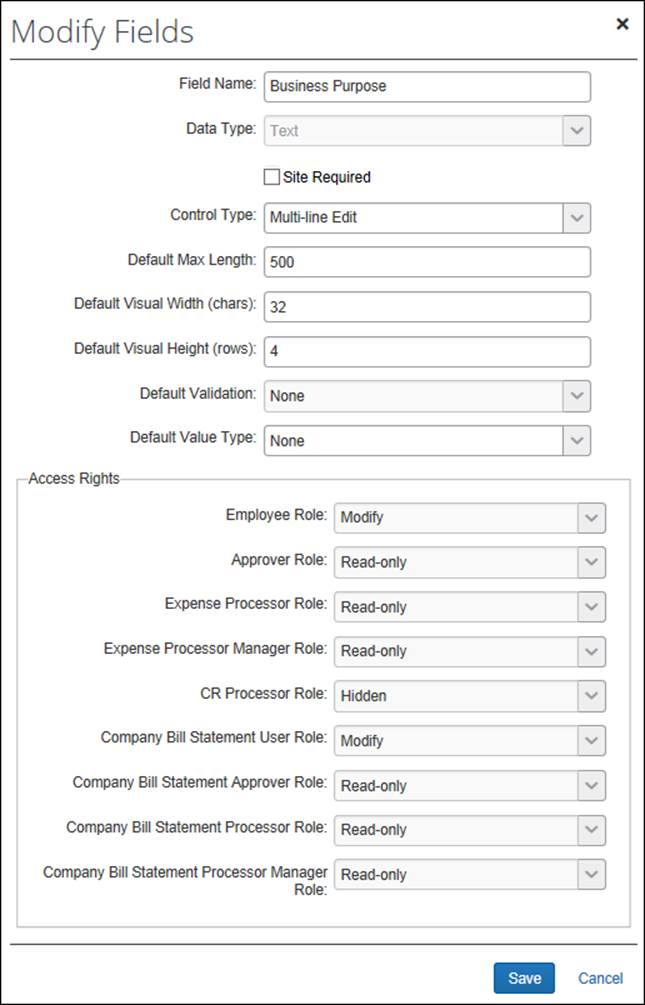 Modify Fields
Field Name: Business Purpose
Data Type: Text
Site Required
Control Type: Multi-line Edit
Default Max Length: 500
Default Visual Width (chars): 32
Default Visual Height (rows): 4
Default Validation: None
Default Value Type: None
Access Rights
Employee Role: Modify
Approver Role: Read-only
Expense Processor Role: Read-only
Expense Processor Manager Role: Read-only
CR Processor Role: Hidden
Company Bill Statement User Role: Modify
Company Bill Statement Approver Role: Read-only
Company Bill Statement Processor Role: Read-only
Company Bill Statement Processor Manager Read-only
Role:
Save Cancel